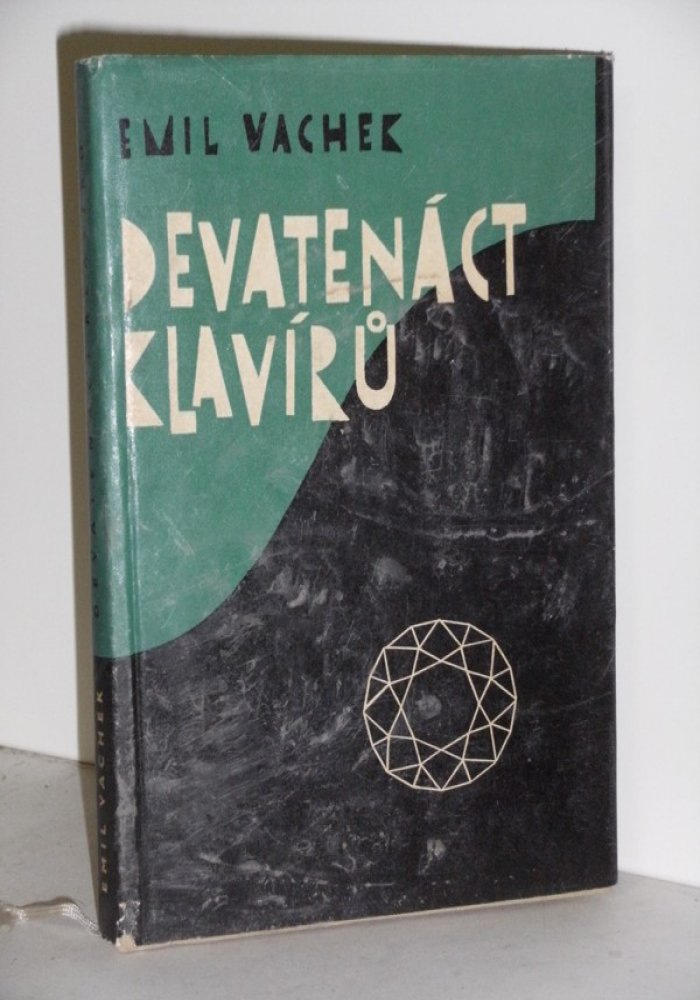 EMIL VACHEK
DEVATENÁCT
KLAVÍRŮ
EMIL VACHEK